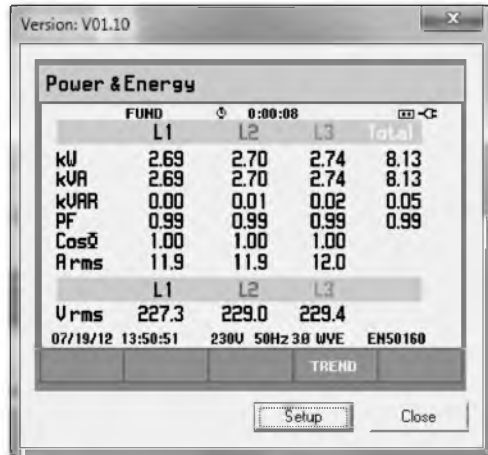 Version: V01.10
Power & Energy
FUND 0:00:08
L1 L2 L3 Total
kW 2.69 2.70 2.74 8.13
kVA 2.69 2.70 2.74 8.13
kVAR 0.00 0.01 0.02 0.05
PF 0.99 0.99 0.99 0.99
CosΦ 1.00 1.00 1.00
A rms 11.9 11.9 12.0
L1 L2 L3
V rms 227.3 229.0 229.4
07/19/12 13:50:51 230V 50Hz 3Ø WYE EN50160
TREND
Setup Close